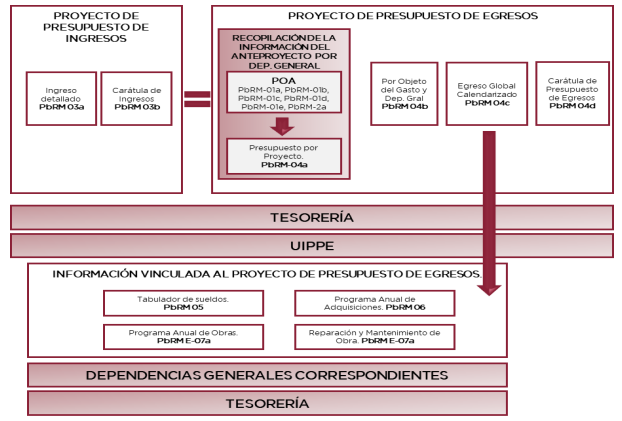 PROYECTO DE
PRESUPUESTO DE
INGRESOS
Ingreso
detallado
PbRM 03a
Carátula de
Ingresos
PbRM 03b
PROYECTO DE PRESUPUESTO DE EGRESOS
RECOPILACIÓN DE LA
INFORMACIÓN DEL
ANTEPROYECTO POR
DEP. GENERAL
POA
PbRM-01a, PbRM-01b,
PbRM-01c, PbRM-01d,
PbRM-01e, PbRM-2a
Presupuesto por
Proyecto.
PbRM-04a
Por Objeto
del Gasto y
Dep. Gral
PbRM 04b
Egreso Global
Calendarizado
PbRM 04c
Carátula de
Presupuesto
de Egresos
PbRM 04d
TESORERÍA
UIPPE
INFORMACIÓN VINCULADA AL PROYECTO DE PRESUPUESTO DE EGRESOS.
Tabulador de sueldos.
PbRM 05
Programa Anual de
Adquisiciones. PbRM 06
Programa Anual de Obras.
PbRM E-07a
Reparación y Mantenimiento de
Obra. PbRM E-07a
DEPENDENCIAS GENERALES CORRESPONDIENTES
TESORERÍA